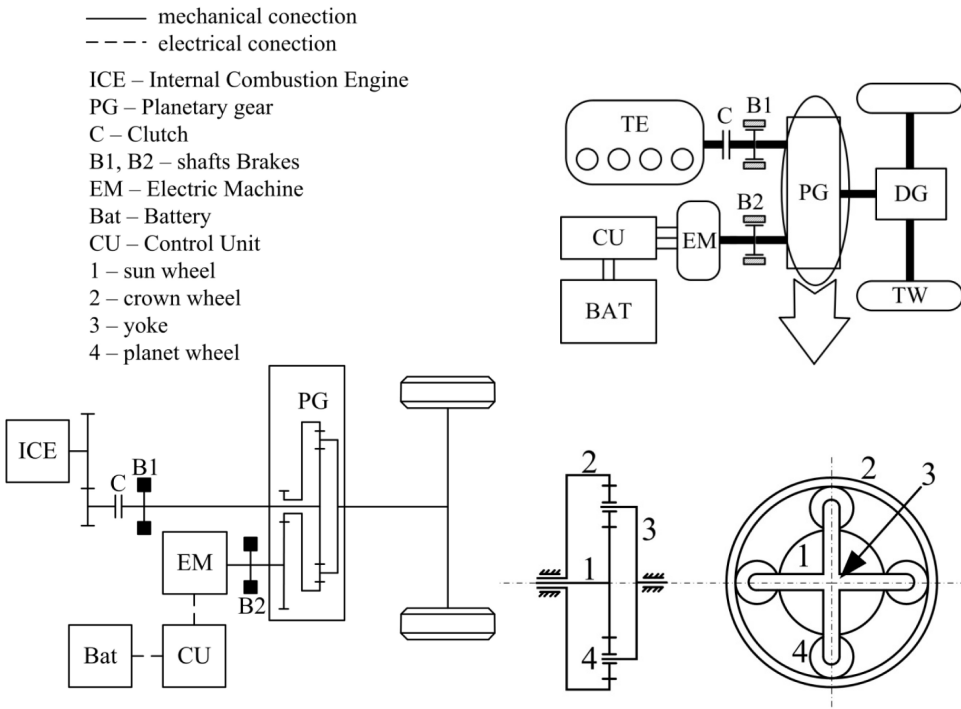 mechanical conection
electrical conection
ICE – Internal Combustion Engine
PG – Planetary gear
C – Clutch
B1, B2 – shafts Brakes
EM – Electric Machine
Bat – Battery
CU – Control Unit
1 – sun wheel
2 – crown wheel
3 – yoke
4 – planet wheel
TE
C
B1
PG
DG
B2
CU
EM
BAT
TW
ICE
C
B1
PG
EM
B2
Bat
CU
2
3
1
4
2
3
1
4